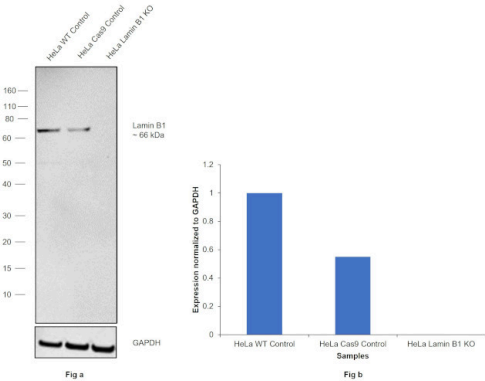 HeLa WT Control
HeLa Cas9 Control
HeLa Lamin B1 KO
160
110
80
60
50
40
30
20
15
10
Lamin B1
~ 66 kDa
GAPDH
Fig a
Expression normalized to GAPDH
1.2
1
0.8
0.6
0.4
0.2
0
HeLa WT Control
HeLa Cas9 Control
HeLa Lamin B1 KO
Samples
Fig b